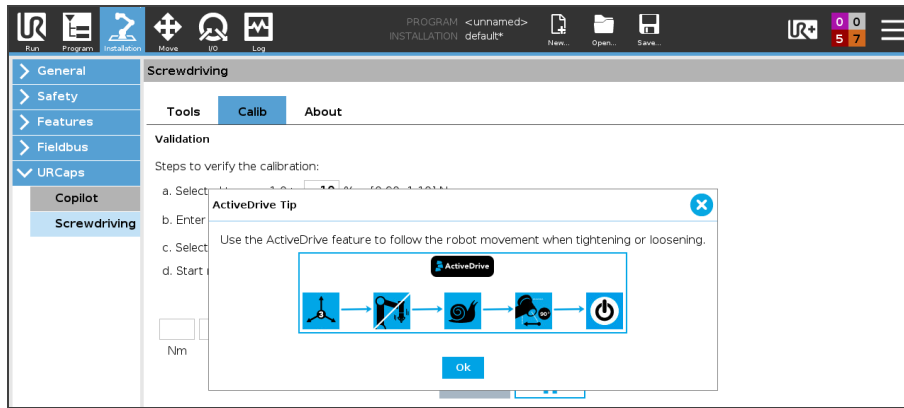 PROGRAM <unnamed>
INSTALLATION default*
Run Program Installation Move I/O Log New... Open... Save...
UR+ 0 0 5 7
General
Safety
Features
Fieldbus
URCaps
Copilot
Screwdriving
Screwdriving
Tools Calib About
Validation
Steps to verify the calibration:
a. Select
b. Enter
c. Select
d. Start
Nm
ActiveDrive Tip
Use the ActiveDrive feature to follow the robot movement when tightening or loosening.
ActiveDrive
3 90°
Ok